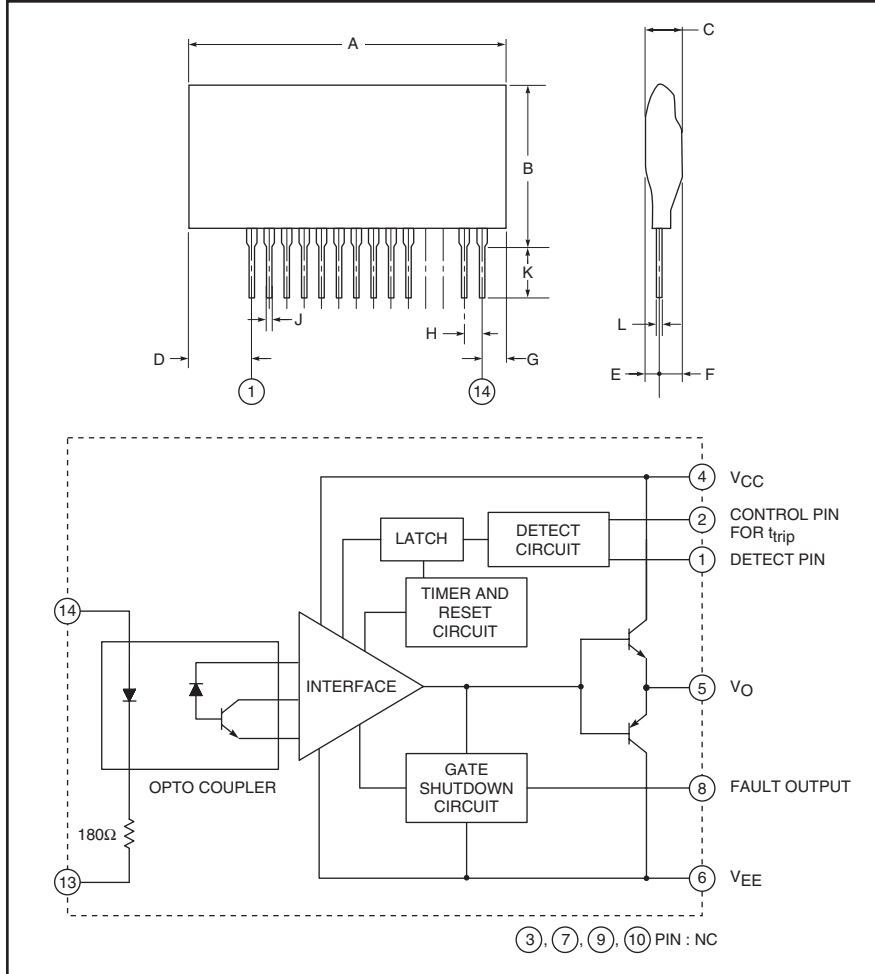 A
C
B
K
J
H
L
D
G
E
F
1
14
4 VCC
2 CONTROL PIN
FOR ttrip
1 DETECT PIN
LATCH
DETECT
CIRCUIT
TIMER AND
RESET
CIRCUIT
14
INTERFACE
5 VO
OPTO COUPLER
GATE
SHUTDOWN
CIRCUIT
8 FAULT OUTPUT
180Ω
13
6 VEE
3, 7, 9, 10 PIN : NC